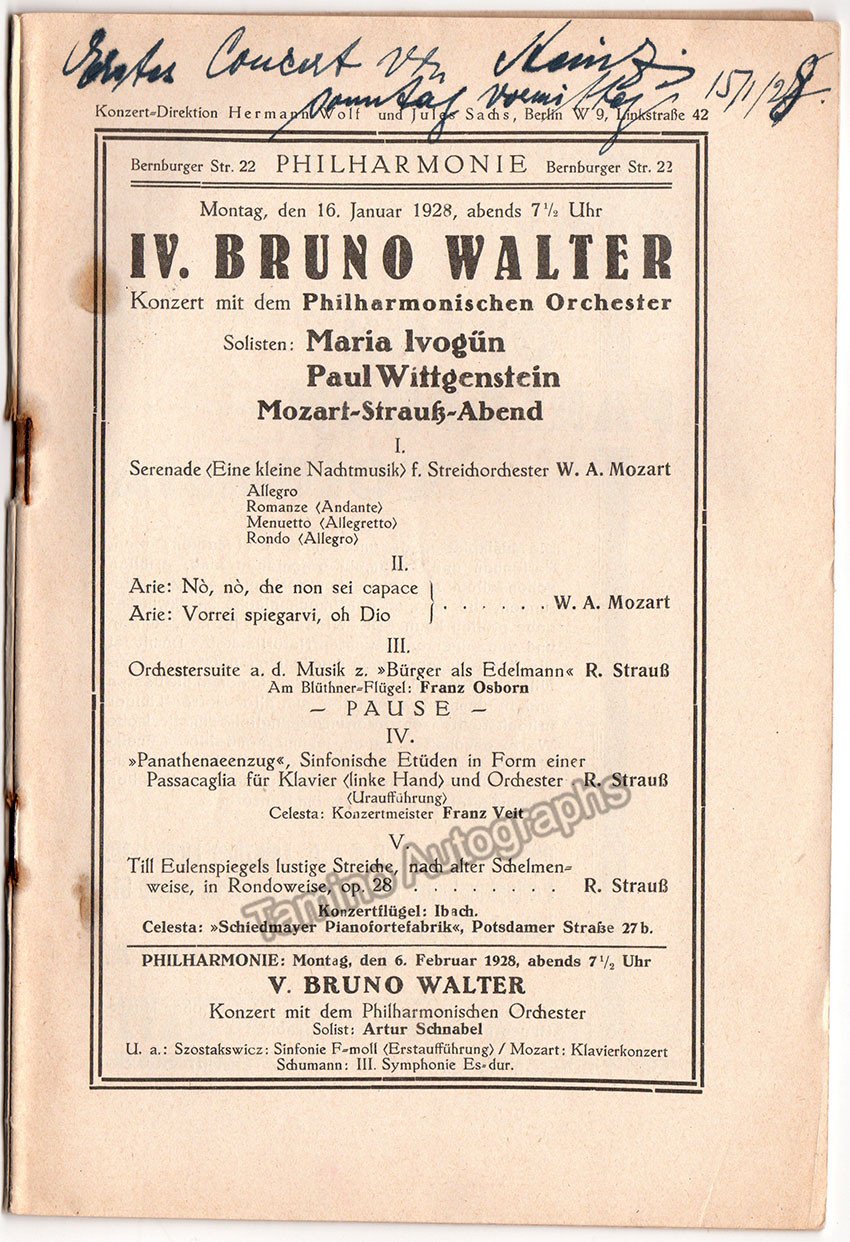 Erstes Concert von Heinz
sonntag vormittag 15/1/28.
Konzert=Direktion Hermann Wolf und Jules Sachs, Berlin W 9, Linkstraße 42
Bernburger Str. 22 PHILHARMONIE Bernburger Str. 22
Montag, den 16. Januar 1928, abends 7 1/2 Uhr
IV. BRUNO WALTER
Konzert mit dem Philharmonischen Orchester
Solisten: Maria Ivogün
Paul Wittgenstein
Mozart-Strauß-Abend
I.
Serenade ⟨Eine kleine Nachtmusik⟩ f. Streichorchester W. A. Mozart
Allegro
Romanze ⟨Andante⟩
Menuetto ⟨Allegretto⟩
Rondo ⟨Allegro⟩
II.
Arie: Nò, nò, che non sei capace
Arie: Vorrei spiegarvi, oh Dio . . . . . . W. A. Mozart
III.
Orchestersuite a. d. Musik z. »Bürger als Edelmann« R. Strauß
Am Blüthner=Flügel: Franz Osborn
— PAUSE —
IV.
»Panathenaeenzug«, Sinfonische Etüden in Form einer
Passacaglia für Klavier ⟨linke Hand⟩ und Orchester R. Strauß
⟨Uraufführung⟩
Celesta: Konzertmeister Franz Veit
V.
Till Eulenspiegels lustige Streiche, nach alter Schelmen=
weise, in Rondoweise, op. 28 . . . . . . . . R. Strauß
Konzertflügel: Ibach.
Celesta: »Schiedmayer Pianofortefabrik«, Potsdamer Straße 27 b.
PHILHARMONIE: Montag, den 6. Februar 1928, abends 7 1/2 Uhr
V. BRUNO WALTER
Konzert mit dem Philharmonischen Orchester
Solist: Artur Schnabel
U. a.: Szostakswicz: Sinfonie F=moll ⟨Erstaufführung⟩ / Mozart: Klavierkonzert
Schumann: III. Symphonie Es=dur.
Tamino Autographs